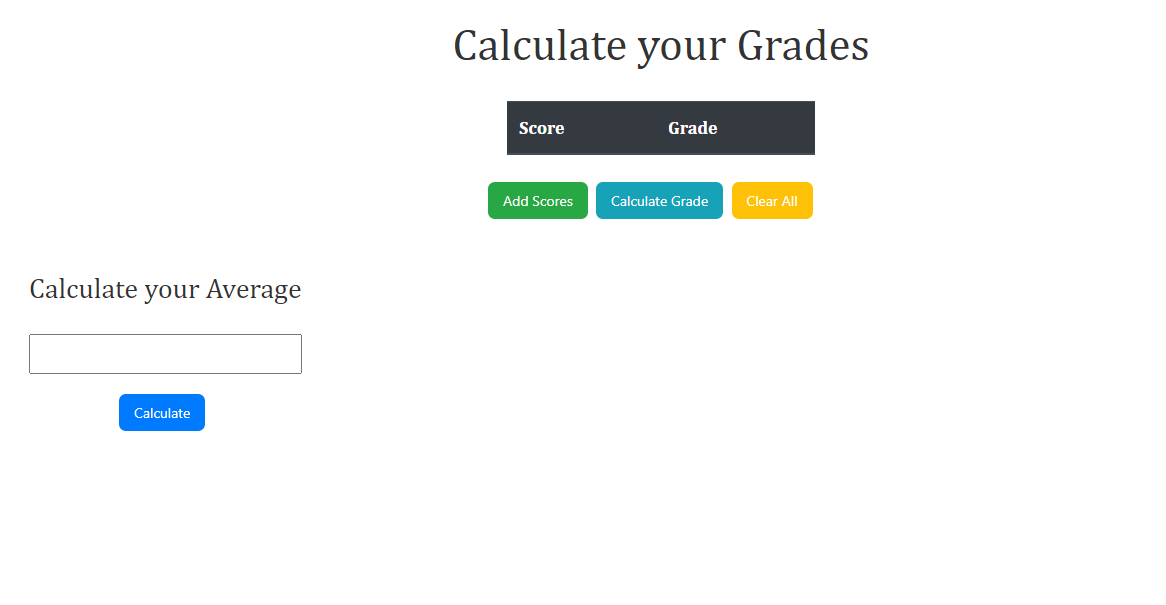 Calculate your Grades
Score Grade
Add Scores Calculate Grade Clear All
Calculate your Average
Calculate